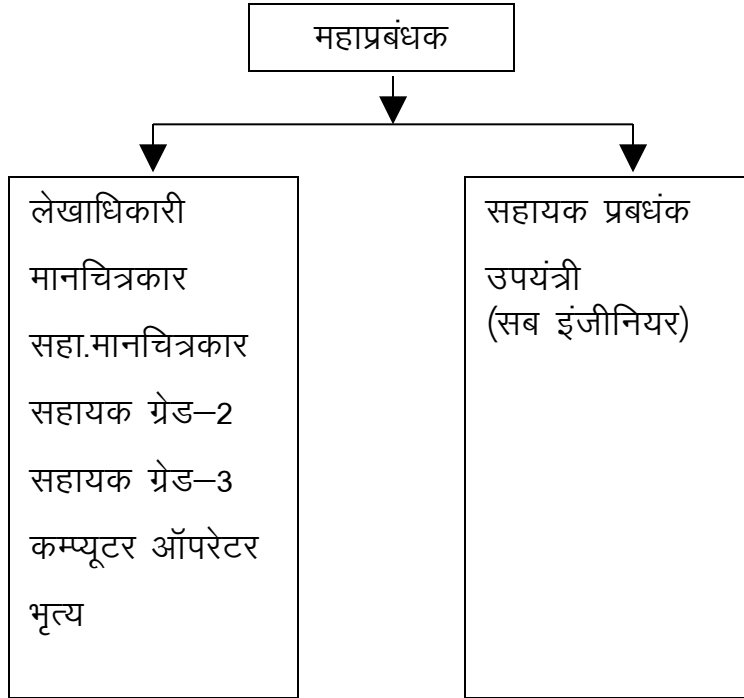 महाप्रबंधक
लेखाधिकारी
मानचित्रकार
सहा.मानचित्रकार
सहायक ग्रेड–2
सहायक ग्रेड–3
कम्प्यूटर ऑपरेटर
भृत्य
सहायक प्रबधंक
उपयंत्री
(सब इंजीनियर)